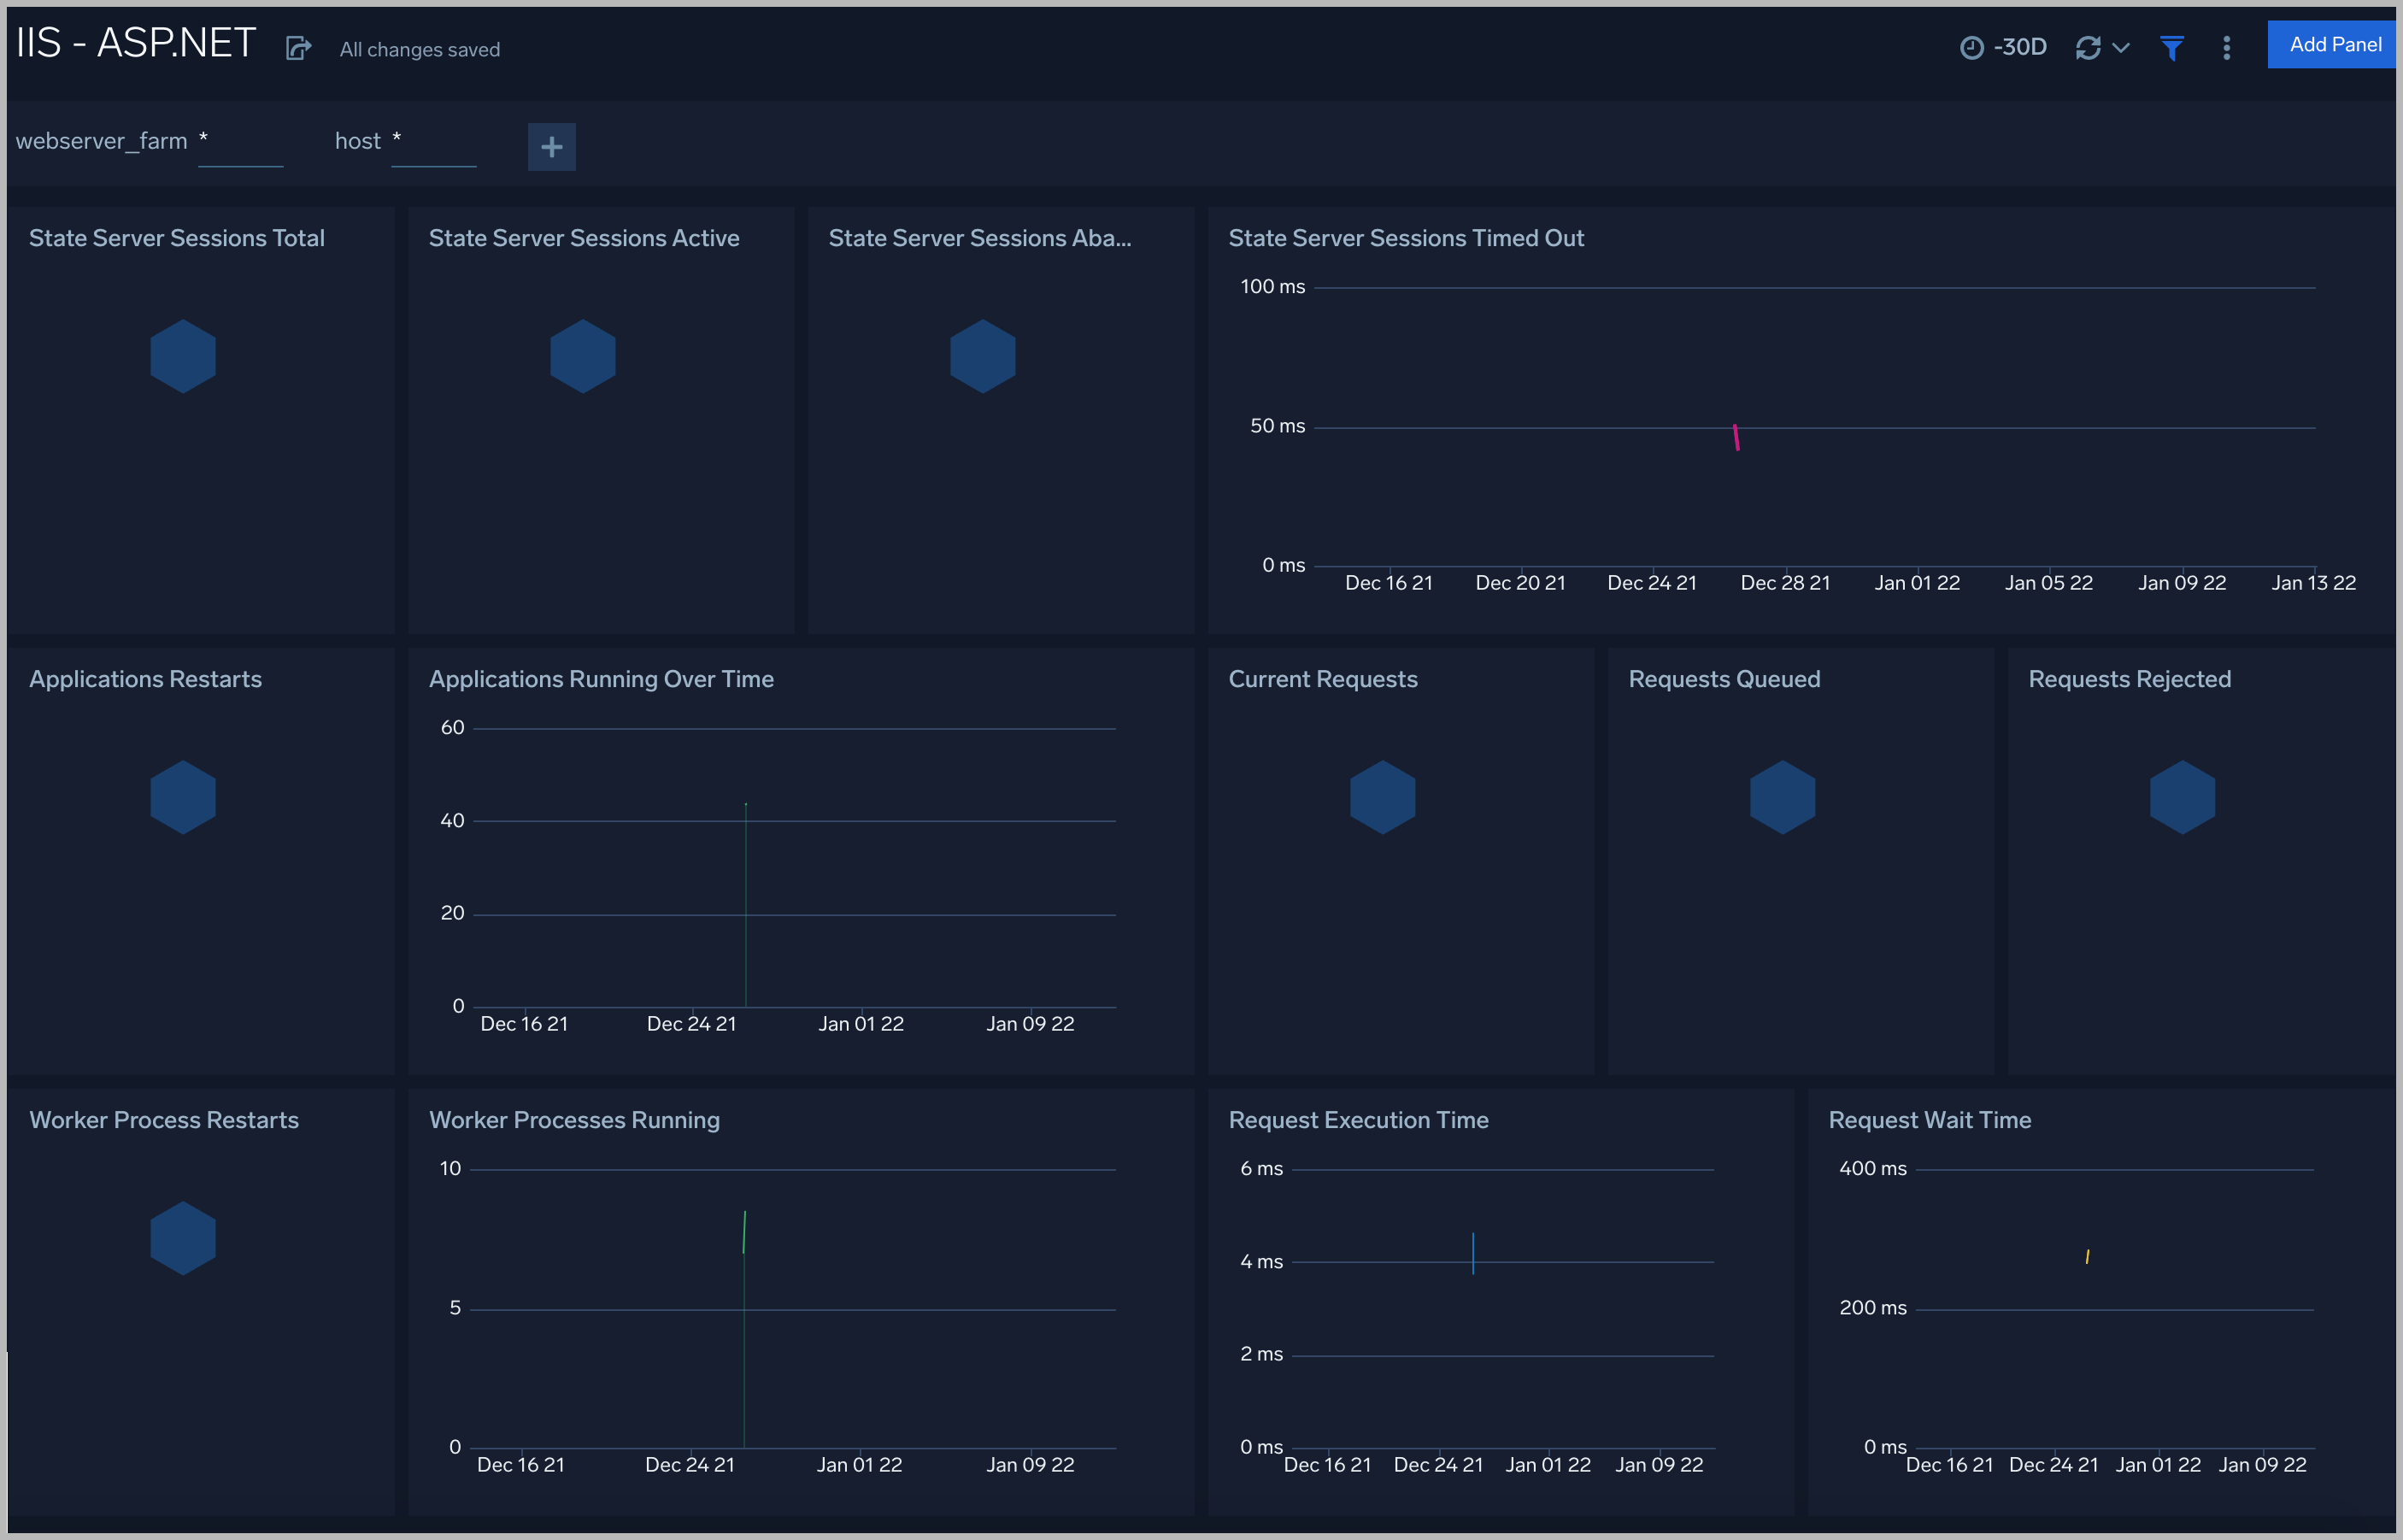 IIS - ASP.NET
All changes saved
-30D
Add Panel
webserver_farm *
host *
State Server Sessions Total
State Server Sessions Active
State Server Sessions Aba...
State Server Sessions Timed Out
100 ms
50 ms
0 ms
Dec 16 21 Dec 20 21 Dec 24 21 Dec 28 21 Jan 01 22 Jan 05 22 Jan 09 22 Jan 13 22
Applications Restarts
Applications Running Over Time
60
40
20
0
Dec 16 21 Dec 24 21 Jan 01 22 Jan 09 22
Current Requests
Requests Queued
Requests Rejected
Worker Process Restarts
Worker Processes Running
10
5
0
Dec 16 21 Dec 24 21 Jan 01 22 Jan 09 22
Request Execution Time
6 ms
4 ms
2 ms
0 ms
Dec 16 21 Dec 24 21 Jan 01 22 Jan 09 22
Request Wait Time
400 ms
200 ms
0 ms
Dec 16 21 Dec 24 21 Jan 01 22 Jan 09 22